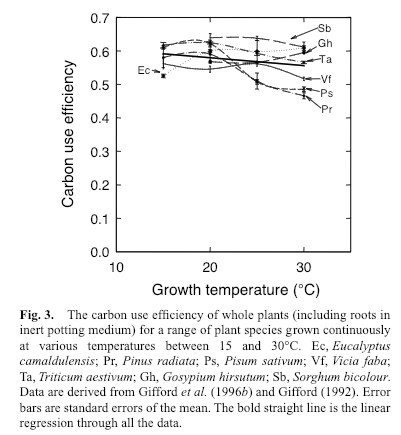 0.7
0.6
0.5
0.4
0.3
0.2
0.1
0.0
Carbon use efficiency
Ec
Sb
Gh
Ta
Vf
Ps
Pr
10
20
30
Growth temperature (°C)
Fig. 3. The carbon use efficiency of whole plants (including roots in
inert potting medium) for a range of plant species grown continuously
at various temperatures between 15 and 30°C. Ec, Eucalyptus
camaldulensis; Pr, Pinus radiata; Ps, Pisum sativum; Vf, Vicia faba;
Ta, Triticum aestivum; Gh, Gosypium hirsutum; Sb, Sorghum bicolour.
Data are derived from Gifford et al. (1996b) and Gifford (1992). Error
bars are standard errors of the mean. The bold straight line is the linear
regression through all the data.